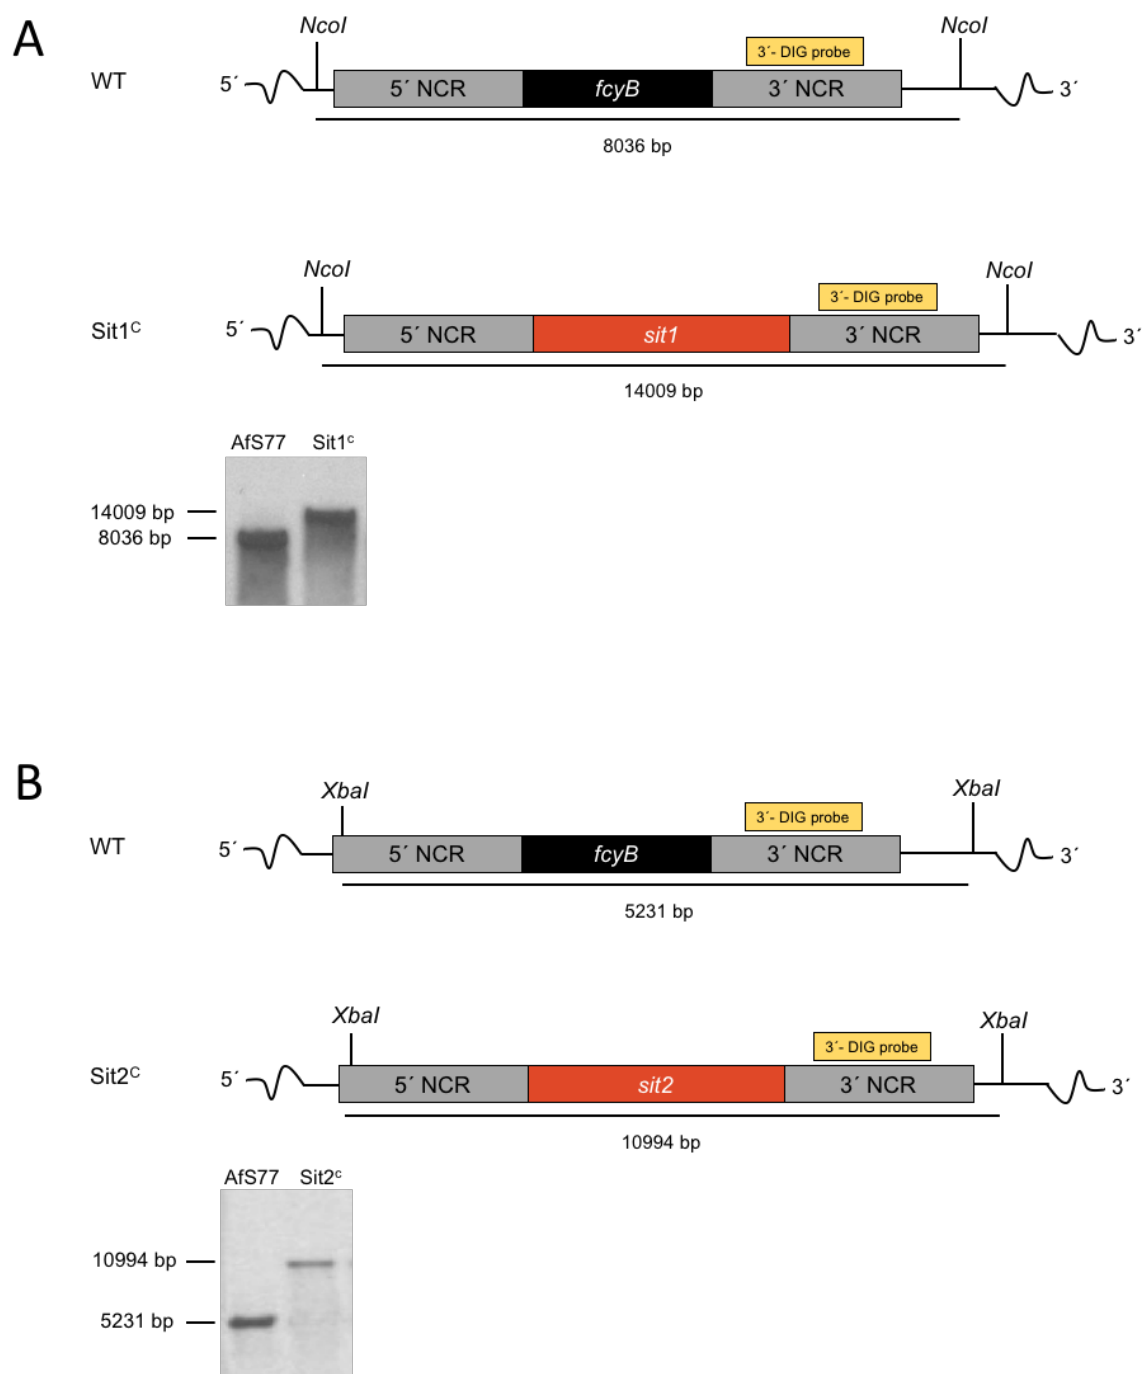 A
NcoI NcoI
3´- DIG probe
WT 5´ 5´ NCR fcyB 3´ NCR 3´
8036 bp
NcoI NcoI
3´- DIG probe
Sit1ᶜ 5´ 5´ NCR sit1 3´ NCR 3´
14009 bp
AfS77 Sit1ᶜ
14009 bp
8036 bp
B
XbaI XbaI
3´- DIG probe
WT 5´ 5´ NCR fcyB 3´ NCR 3´
5231 bp
XbaI XbaI
3´- DIG probe
Sit2ᶜ 5´ 5´ NCR sit2 3´ NCR 3´
10994 bp
AfS77 Sit2ᶜ
10994 bp
5231 bp